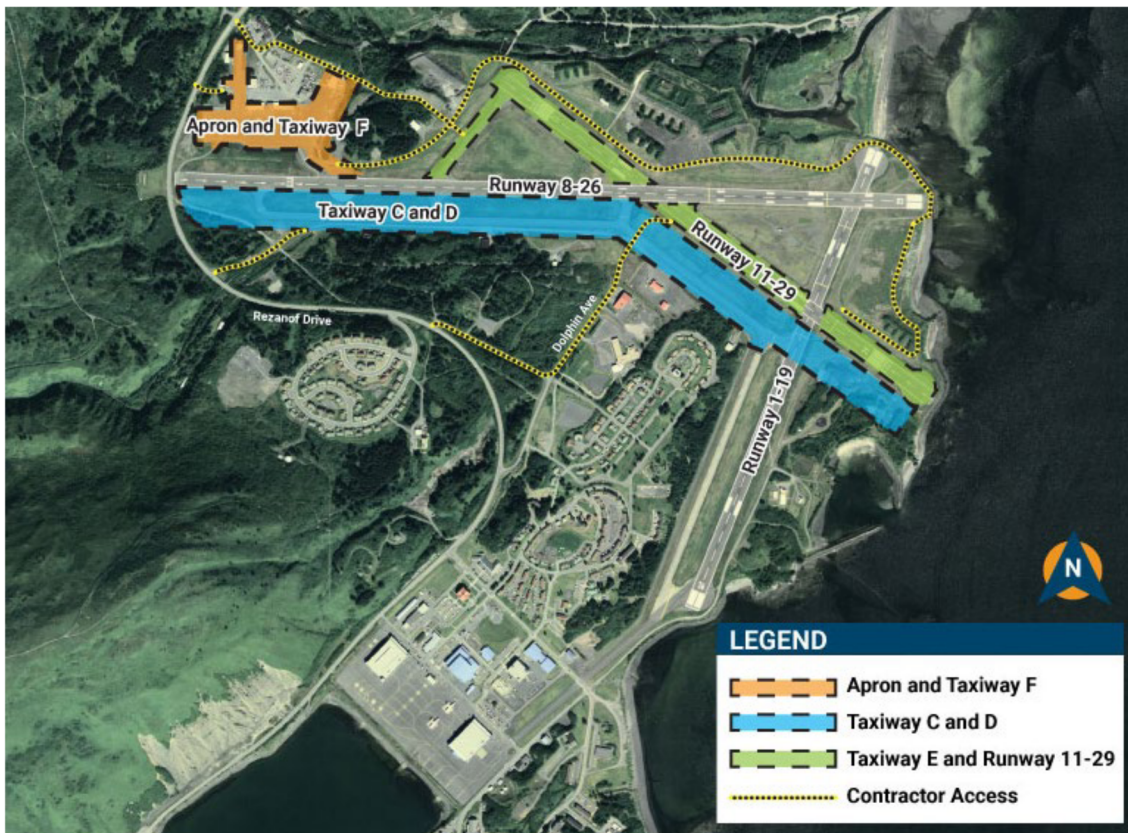 Apron and Taxiway F
Runway 8-26
Taxiway C and D
Runway 11-29
Rezanof Drive
Dolphin Ave
Runway 1-19
N
LEGEND
Apron and Taxiway F
Taxiway C and D
Taxiway E and Runway 11-29
Contractor Access